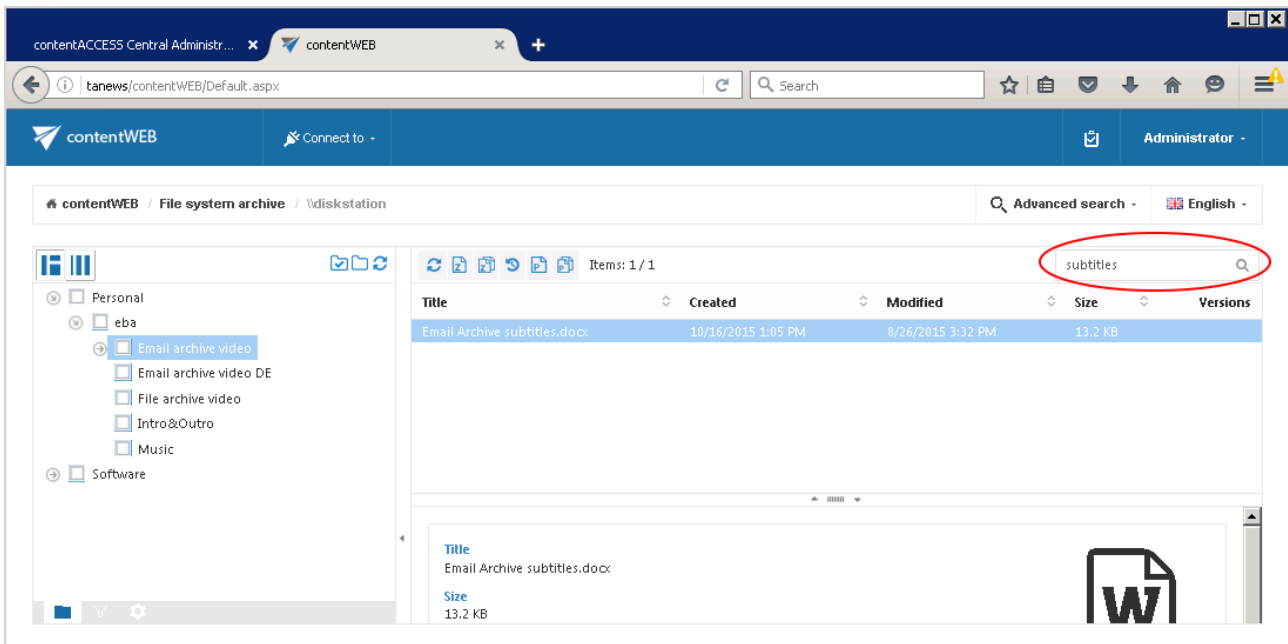 contentACCESS Central Administr...
contentWEB
tanews/contentWEB/Default.aspx
Search
contentWEB
Connect to
Administrator
contentWEB / File system archive / \\diskstation
Advanced search
English
Items: 1 / 1
subtitles
Personal
eba
Email archive video
Email archive video DE
File archive video
Intro&Outro
Music
Software
Title Created Modified Size Versions
Email Archive subtitles.docx 10/16/2015 1:05 PM 8/26/2015 3:32 PM 13.2 KB
Title
Email Archive subtitles.docx
Size
13.2 KB
W